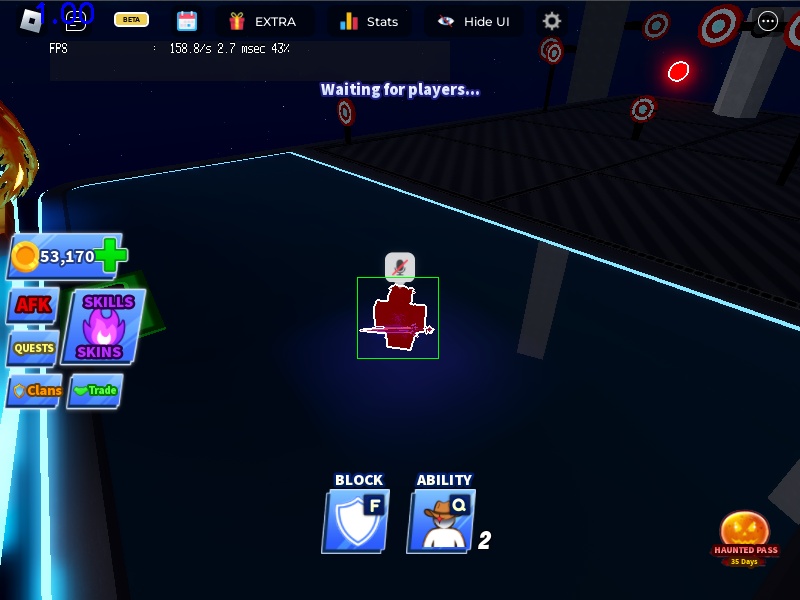 1.00
BETA
EXTRA
Stats
Hide UI
FPS : 158.8/s 2.7 msec 43%
Waiting for players...
53,170
AFK
SKILLS
SKINS
QUESTS
Clans
Trade
BLOCK
ABILITY
F
Q
2
HAUNTED PASS
35 Days